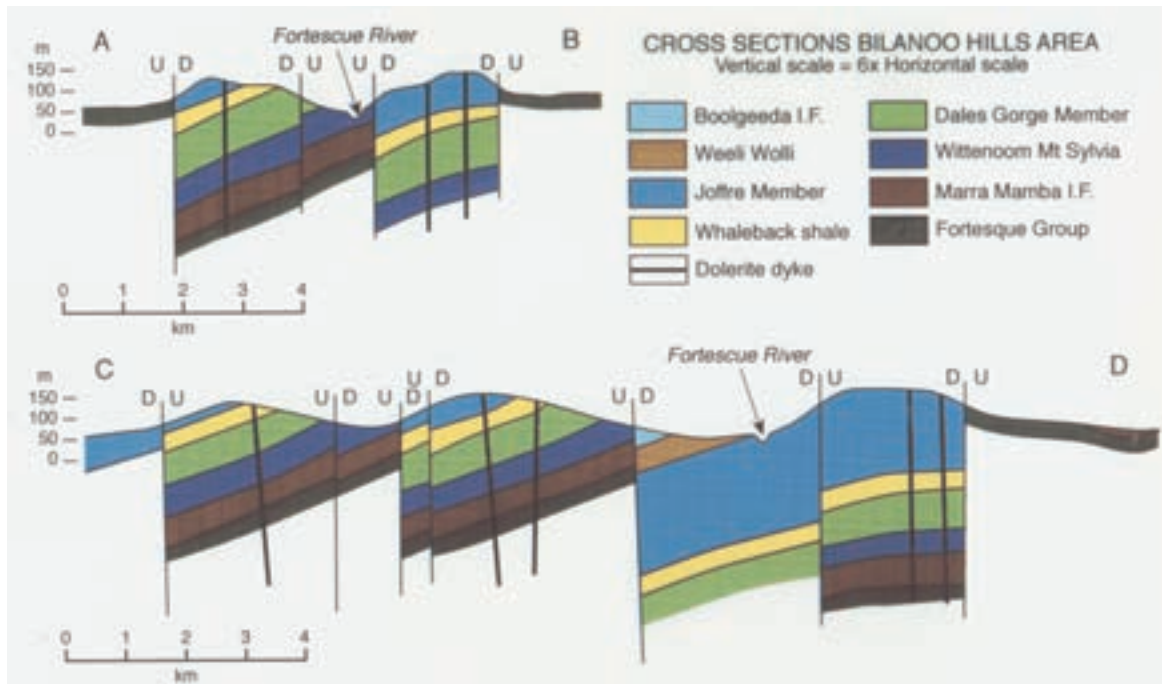 A
Fortescue River
B
U D D U U D D U
m
150
100
50
0
0 1 2 3 4
km
CROSS SECTIONS BILANOO HILLS AREA
Vertical scale = 6x Horizontal scale
Boolgeeda I.F.
Weeli Wolli
Joffre Member
Whaleback shale
Dolerite dyke
Dales Gorge Member
Wittenoom Mt Sylvia
Marra Mamba I.F.
Fortesque Group
C
Fortescue River
D
U D
D U U D U D U D D U D U
m
150
100
50
0
0 1 2 3 4
km